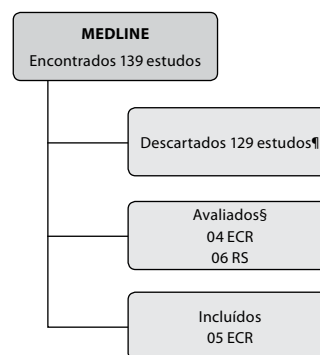 MEDLINE
Encontrados 139 estudos
Descartados 129 estudos¶
Avaliados§
04 ECR
06 RS
Incluídos
05 ECR